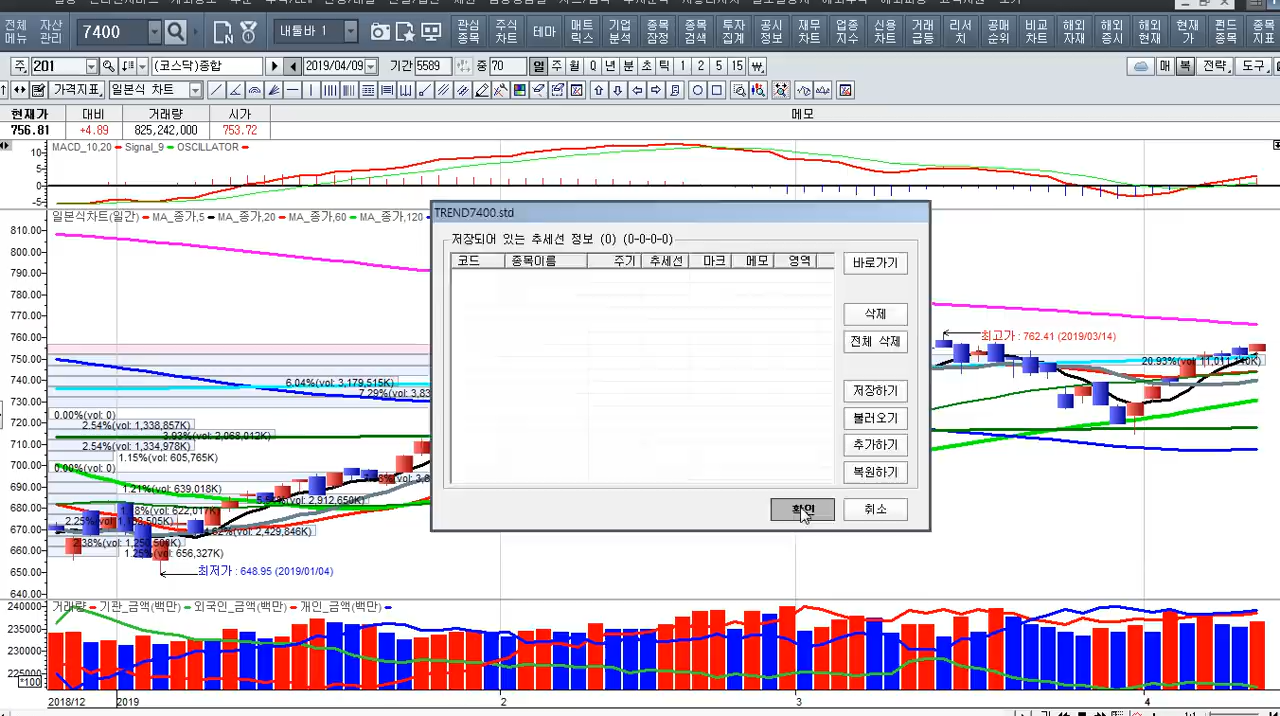 전체 메뉴 자산 관리 7400 내툴바 1 관심 종목 주식 차트 테마 매트 릭스 기업 분석 종목 잠정 종목 검색 투자 집계 공시 정보 재무 차트 업종 지수 신용 차트 거래 급등 리서 치 공매 순위 비교 차트 해외 자재 해외 증시 해외 현재 현재 가 펀드 종목 종목 지표
주 201 (코스닥)종합 2019/04/09 기간 5589 중 70 일 주 월 Q 년 분 초 틱 1 2 5 15 매 복 전략 도구
가격지표 일본식 차트
현재가 대비 거래량 시가 메모
756.81 +4.89 825,242,000 753.72
MACD_10,20 Signal_9 OSCILLATOR
10
5
0
-5
일본식차트(일간) MA_종가,5 MA_종가,20 MA_종가,60 MA_종가,120
810.00
800.00
790.00
780.00
770.00
760.00
750.00
740.00
730.00
720.00
710.00
700.00
690.00
680.00
670.00
660.00
650.00
640.00
TREND7400.std
저장되어 있는 추세선 정보 (0) (0-0-0-0)
코드 종목이름 주기 추세선 마크 메모 영역
바로가기
삭제
전체 삭제
저장하기
불러오기
추가하기
복원하기
확인 취소
최고가 : 762.41 (2019/03/14)
6.04%(vol: 3,179,515K)
0.00%(vol: 0)
2.54%(vol: 1,338,857K)
3.93%(vol: 2,068,012K)
2.54%(vol: 1,334,978K)
1.15%(vol: 605,765K)
0.00%(vol: 0)
1.21%(vol: 639,018K)
1.25%(vol: 656,327K)
최저가 : 648.95 (2019/01/04)
거래량 기관_금액(백만) 외국인_금액(백만) 개인_금액(백만)
240000
235000
230000
225000
*100
2018/12 2019 2 3 4